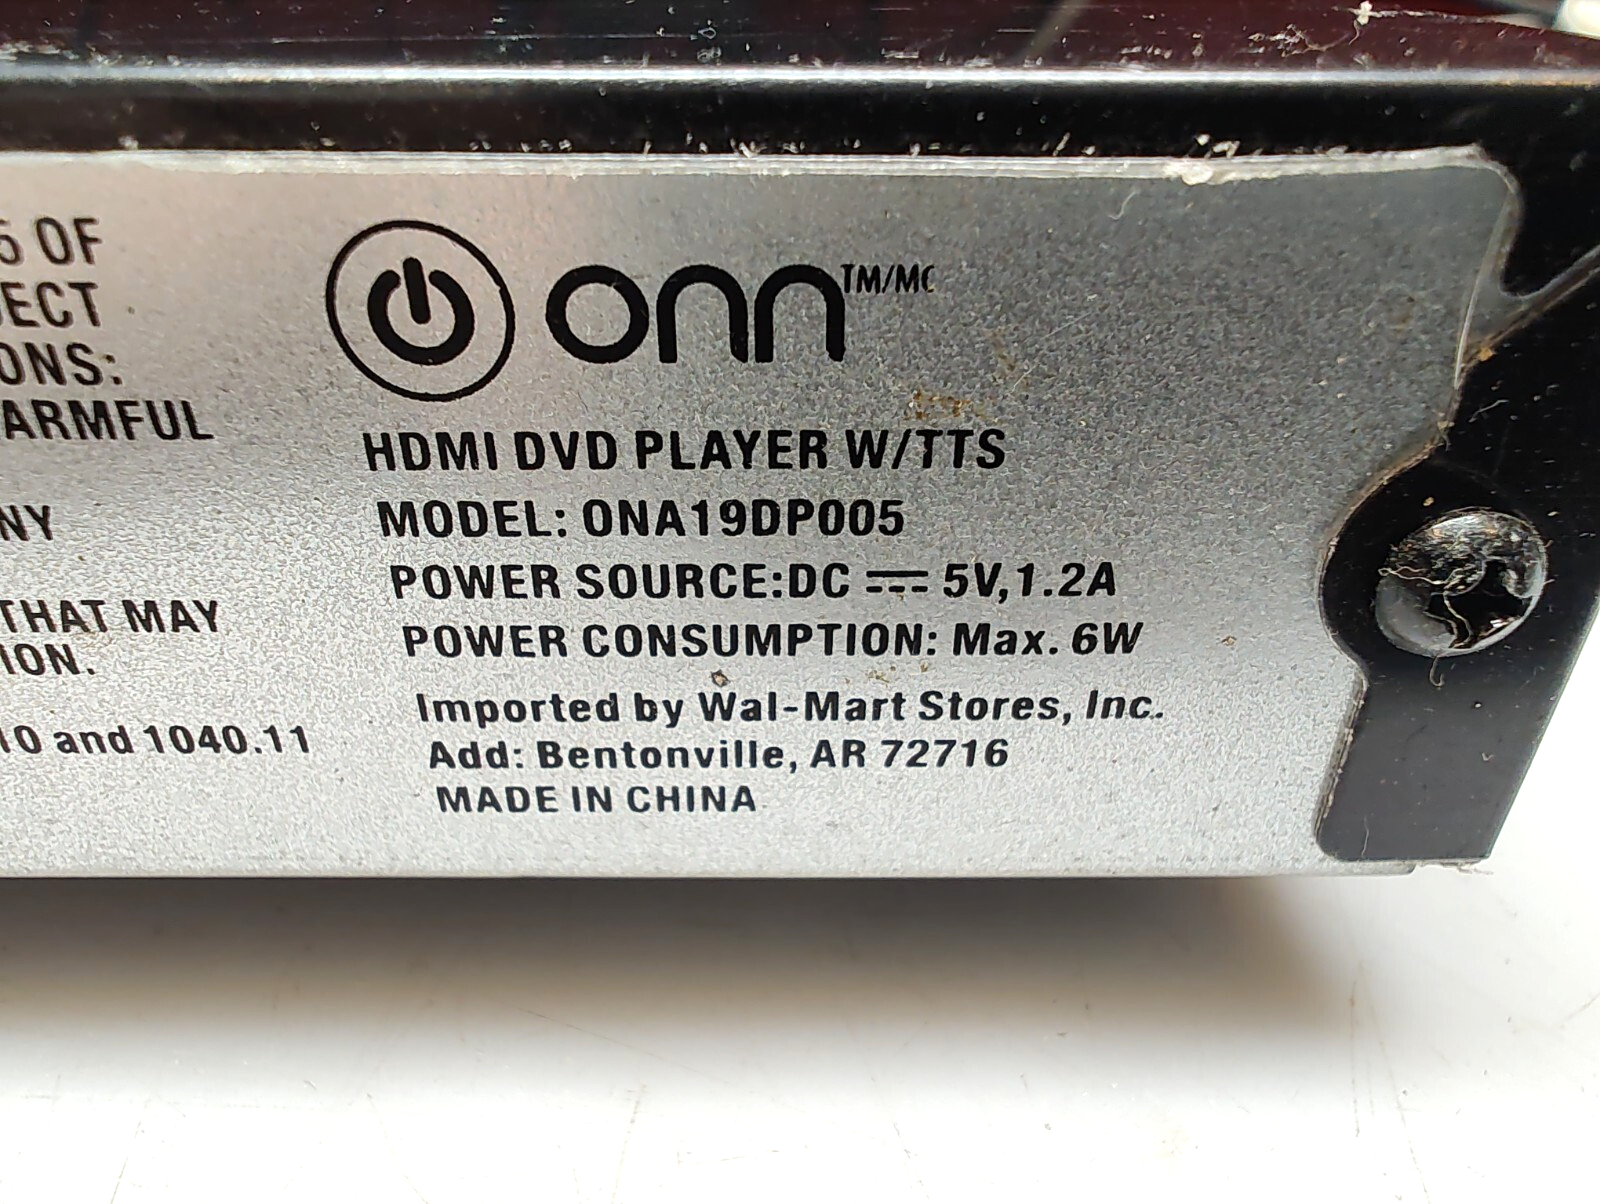 5 OF
JECT
ONS:
ARMFUL
NY
THAT MAY
ION.
10 and 1040.11
onn TM/MC
HDMI DVD PLAYER W/TTS
MODEL: ONA19DP005
POWER SOURCE:DC ⎓ 5V,1.2A
POWER CONSUMPTION: Max. 6W
Imported by Wal-Mart Stores, Inc.
Add: Bentonville, AR 72716
MADE IN CHINA